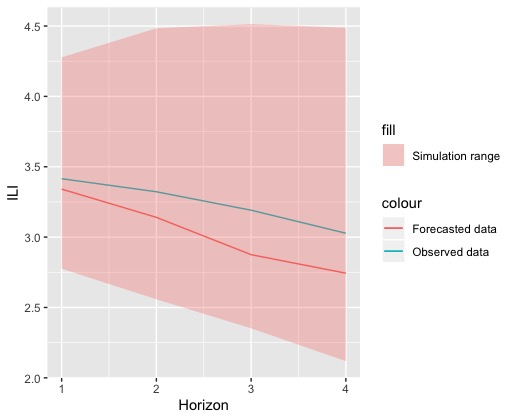 4.5
4.0
3.5
3.0
2.5
2.0
ILI
1 2 3 4
Horizon
fill
Simulation range
colour
Forecasted data
Observed data